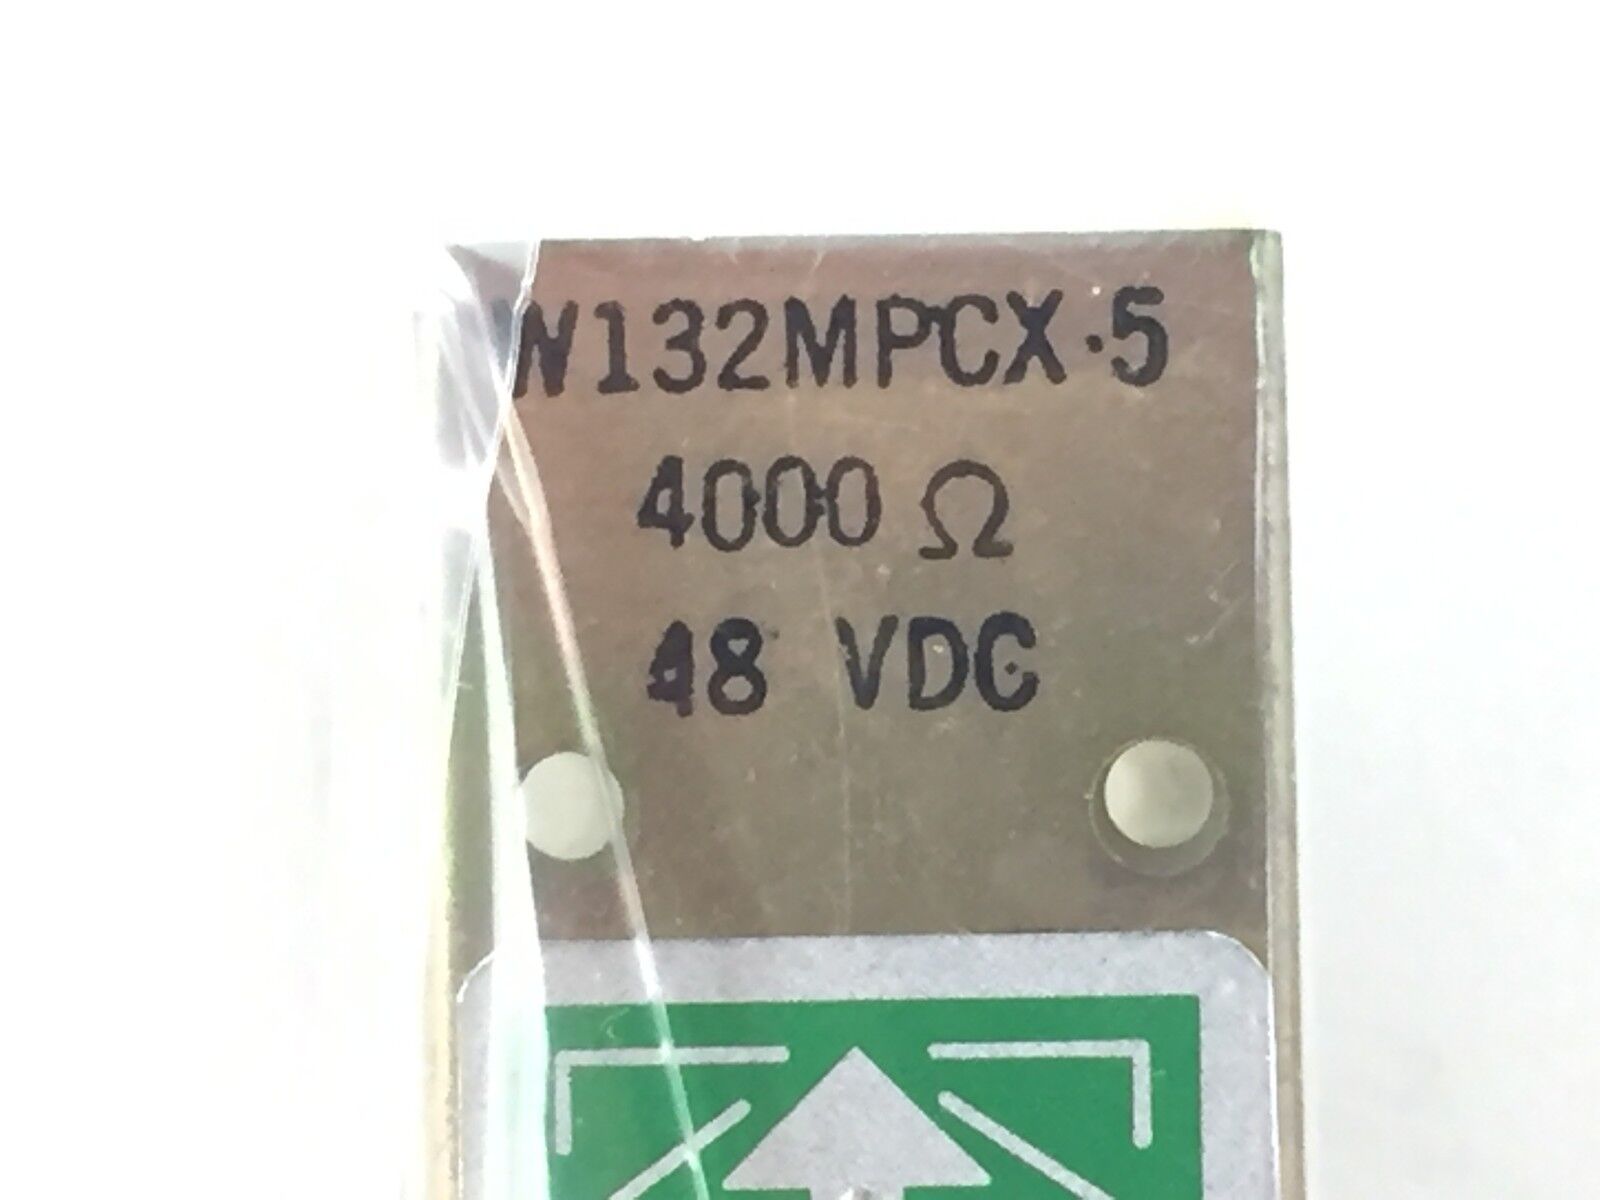 W132MPCX-5
4000 Ω
48 VDC